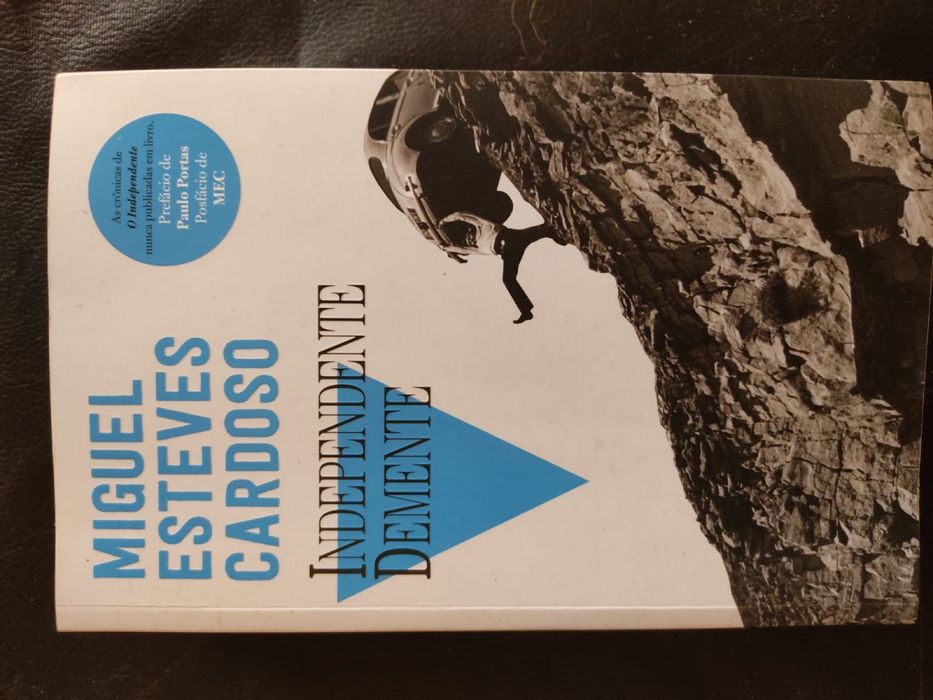 MIGUEL
ESTEVES
CARDOSO
As crónicas de
O Independente
nunca publicadas em livro.
Prefácio de
Paulo Portas
Posfácio de
MEC
INDEPENDENTE
DEMENTE